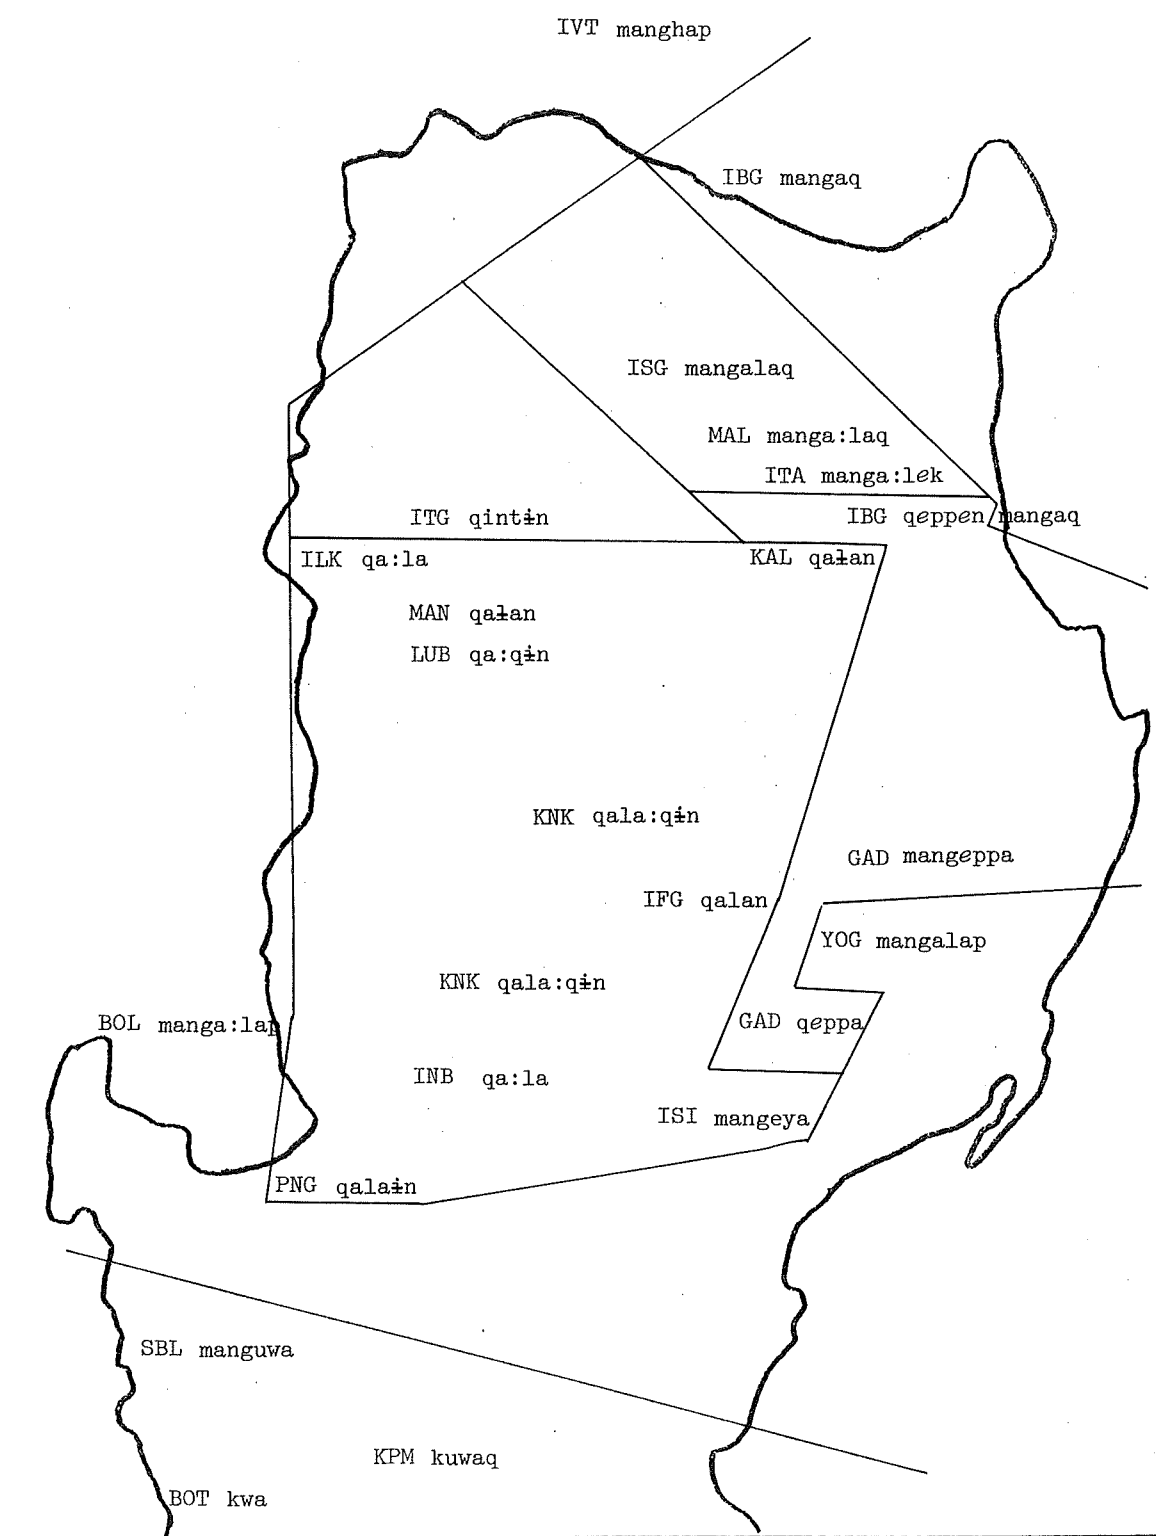 IVT manghap
IBG mangaq
ISG mangalaq
MAL manga:laq
ITA manga:lek
ITG qintɨn
IBG qeppen mangaq
ILK qa:la
KAL qaɫan
MAN qaɫan
LUB qa:qɨn
KNK qala:qɨn
GAD mangeppa
IFG qalan
YOG mangalap
KNK qala:qɨn
BOL manga:lap
GAD qeppa
INB qa:la
ISI mangeya
PNG qalaɨn
SBL manguwa
KPM kuwaq
BOT kwa